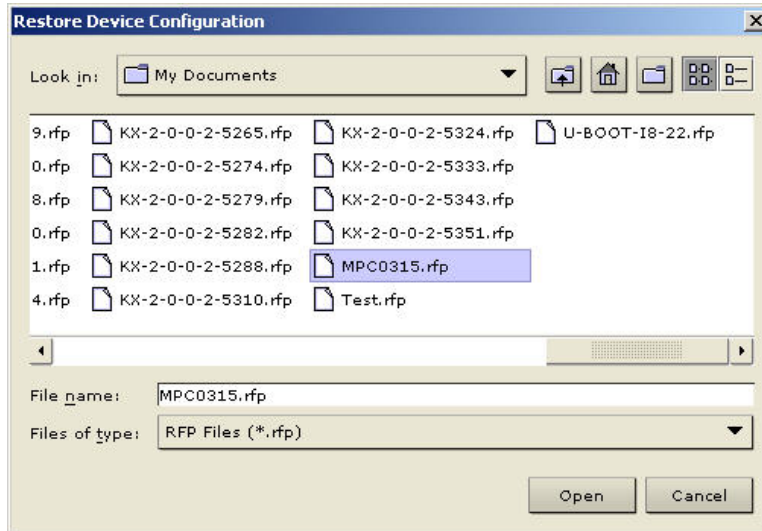 Restore Device Configuration
Look in: My Documents
9.rfp KX-2-0-0-2-5265.rfp KX-2-0-0-2-5324.rfp U-BOOT-I8-22.rfp
0.rfp KX-2-0-0-2-5274.rfp KX-2-0-0-2-5333.rfp
8.rfp KX-2-0-0-2-5279.rfp KX-2-0-0-2-5343.rfp
0.rfp KX-2-0-0-2-5282.rfp KX-2-0-0-2-5351.rfp
1.rfp KX-2-0-0-2-5288.rfp MPC0315.rfp
4.rfp KX-2-0-0-2-5310.rfp Test.rfp
File name: MPC0315.rfp
Files of type: RFP Files (*.rfp)
Open Cancel